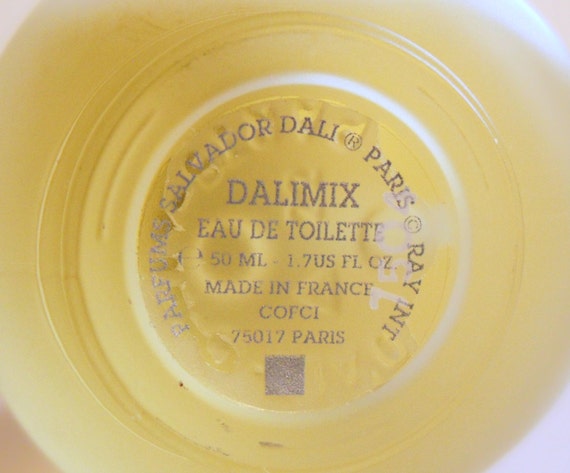 PARFUMS SALVADOR DALI ® PARIS © RAY INT
DALIMIX
EAU DE TOILETTE
℮ 50 ML - 1.7US FL OZ
MADE IN FRANCE
COFCI
75017 PARIS